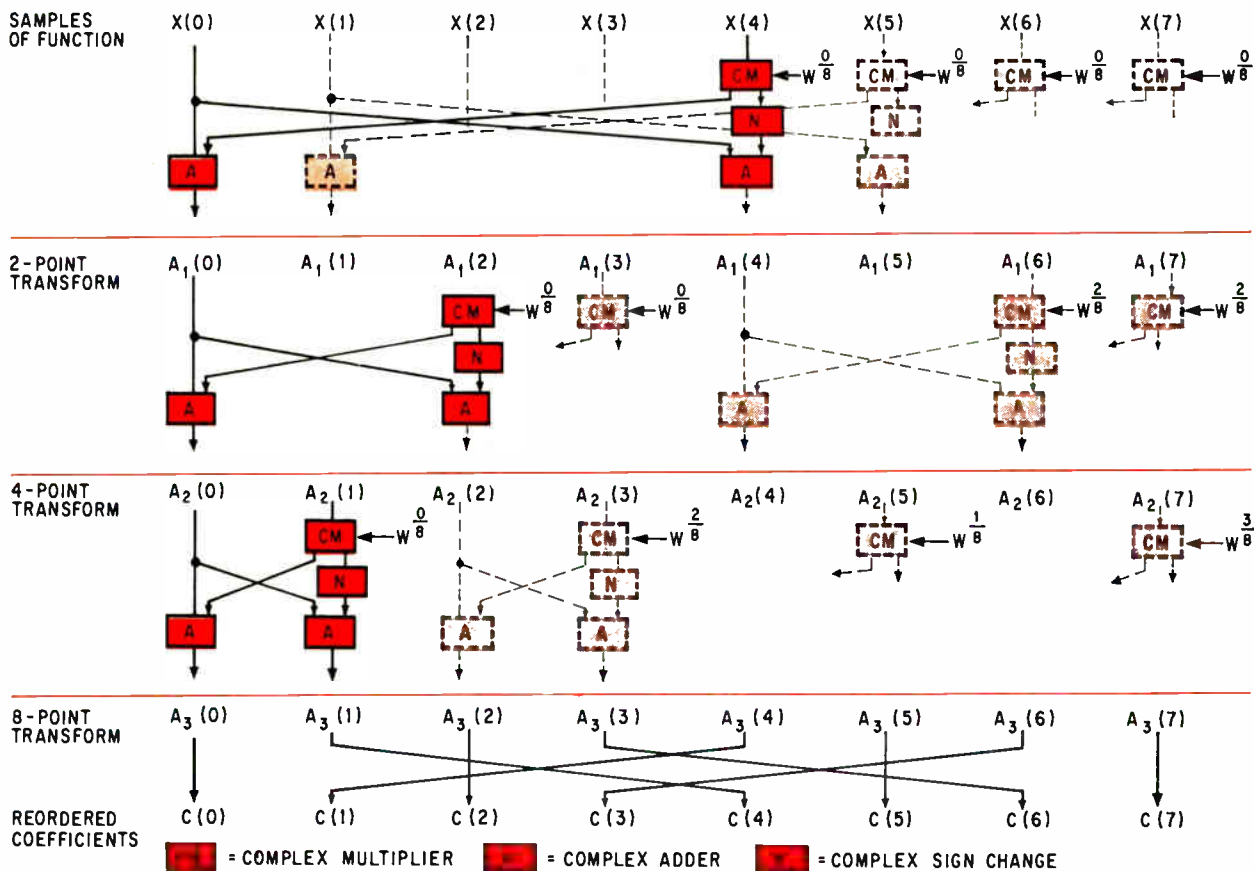 SAMPLES OF FUNCTION X(0) X(1) X(2) X(3) X(4) X(5) X(6) X(7)
CM W 0/8 CM W 0/8 CM W 0/8 CM W 0/8
N N
A A A A
2-POINT TRANSFORM A1(0) A1(1) A1(2) A1(3) A1(4) A1(5) A1(6) A1(7)
CM W 0/8 CM W 0/8 CM W 2/8 CM W 2/8
N N
A A A A
4-POINT TRANSFORM A2(0) A2(1) A2(2) A2(3) A2(4) A2(5) A2(6) A2(7)
CM W 0/8 CM W 2/8 CM W 1/8 CM W 3/8
N N
A A A A
8-POINT TRANSFORM A3(0) A3(1) A3(2) A3(3) A3(4) A3(5) A3(6) A3(7)
REORDERED COEFFICIENTS C(0) C(1) C(2) C(3) C(4) C(5) C(6) C(7)
= COMPLEX MULTIPLIER = COMPLEX ADDER = COMPLEX SIGN CHANGE